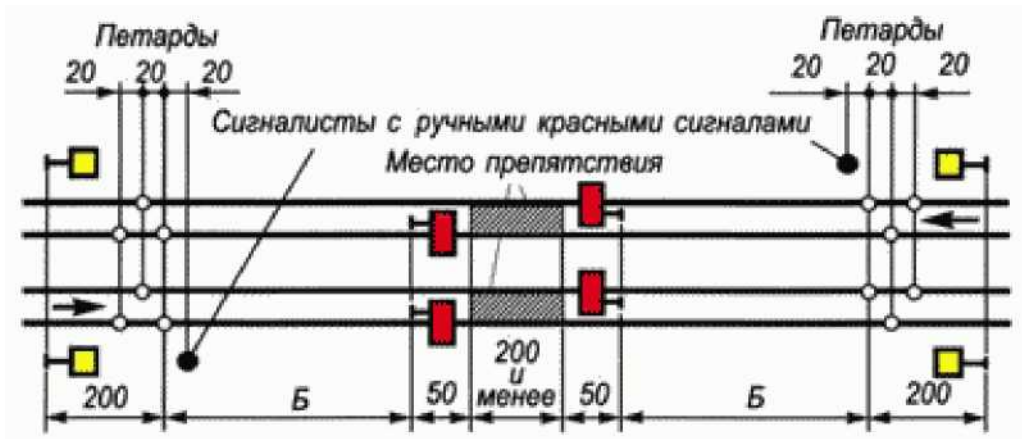 Петарды
20 20 20
Петарды
20 20 20
Сигналисты с ручными красными сигналами
Место препятствия
200 Б 50 200 и менее 50 Б 200